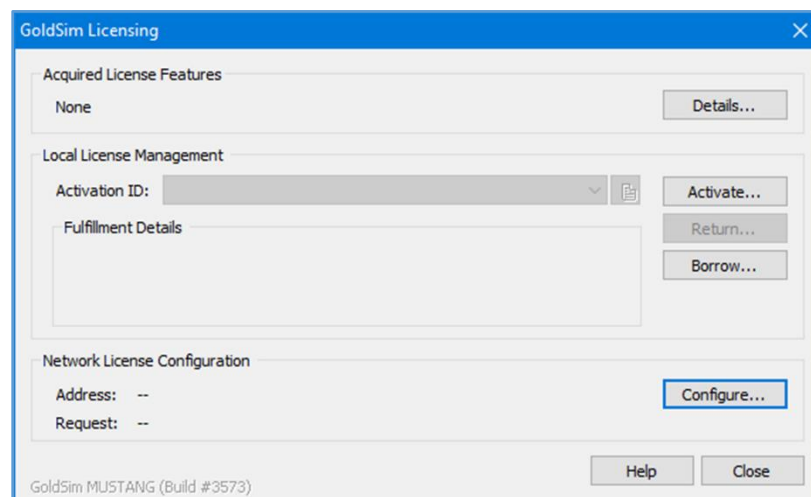 GoldSim Licensing
Acquired License Features
None
Details...
Local License Management
Activation ID:
Activate...
Fulfillment Details
Return...
Borrow...
Network License Configuration
Address: --
Configure...
Request: --
Help
Close
GoldSim MUSTANG (Build #3573)